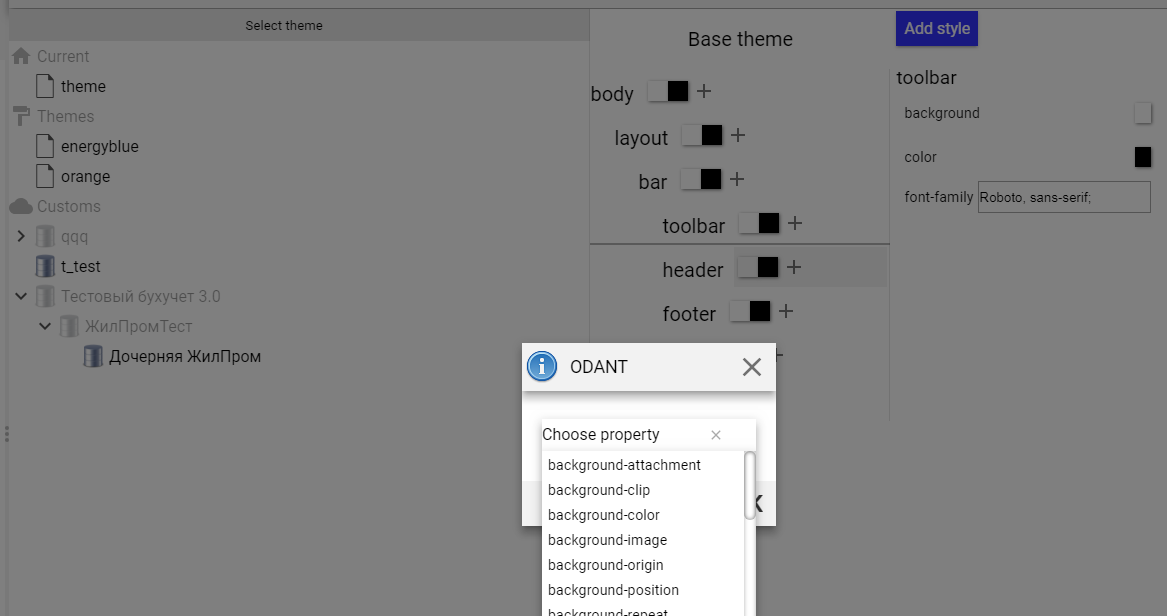 Select theme
Current
theme
Themes
energyblue
orange
Customs
qqq
t_test
Тестовый бухучет 3.0
ЖилПромТест
Дочерняя ЖилПром
Base theme
body
layout
bar
toolbar
header
footer
Add style
toolbar
background
color
font-family Roboto, sans-serif;
ODANT
Choose property
background-attachment
background-clip
background-color
background-image
background-origin
background-position
background-repeat